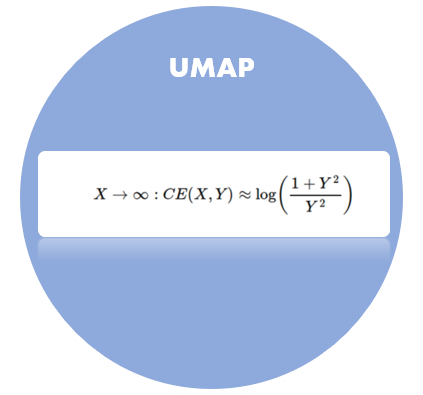 UMAP
X → ∞ : CE(X, Y) ≈ log((1 + Y²)/Y²)